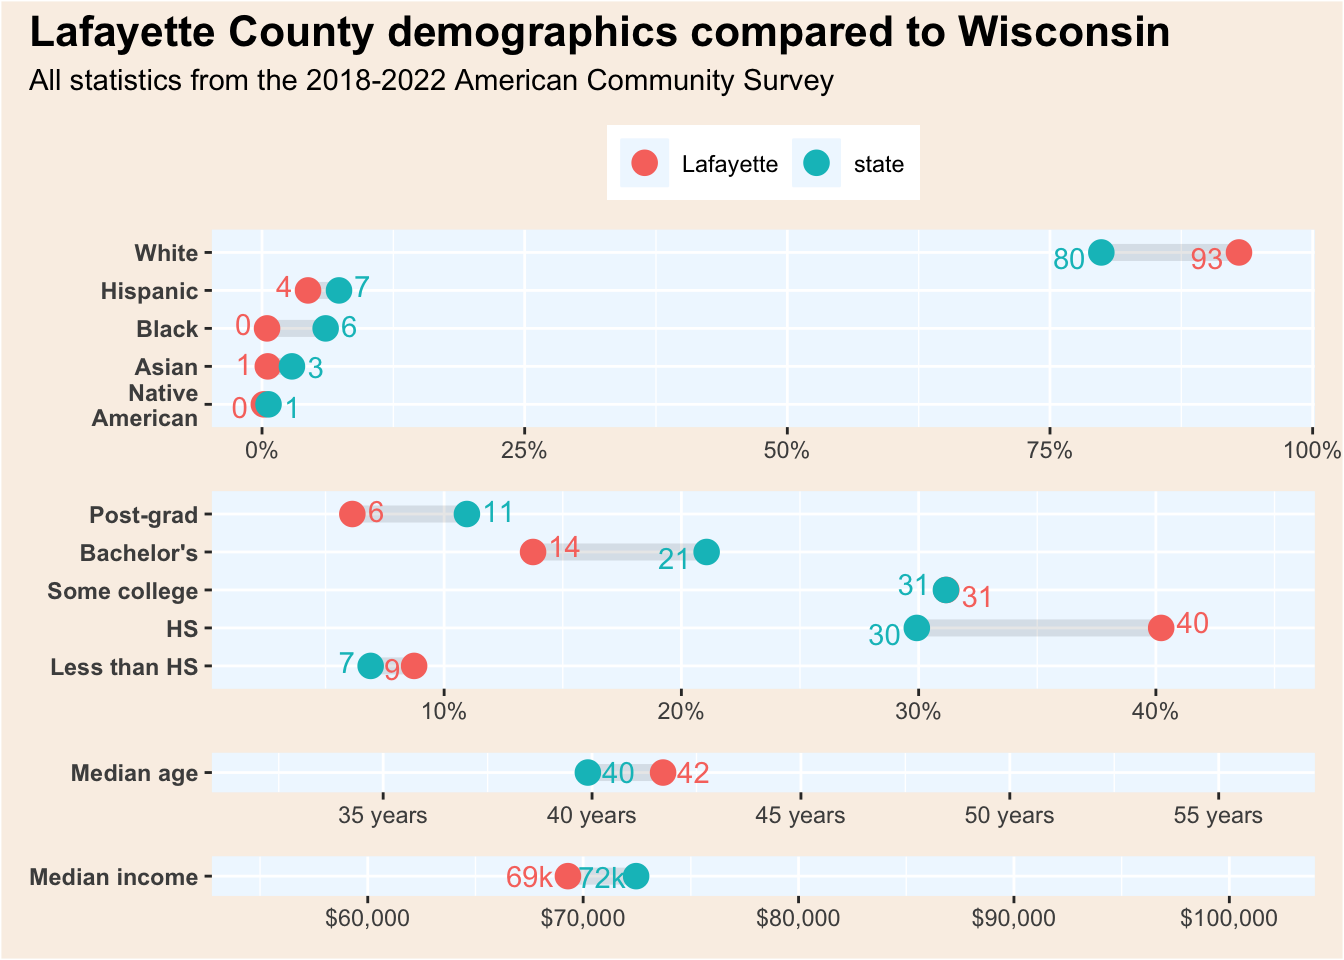 Lafayette County demographics compared to Wisconsin
All statistics from the 2018-2022 American Community Survey
Lafayette state
White 80 93
Hispanic 4 7
Black 0 6
Asian 1 3
Native
American 0 1
0% 25% 50% 75% 100%
Post-grad 6 11
Bachelor's 14 21
Some college 31 31
HS 30 40
Less than HS 7 9
10% 20% 30% 40%
Median age 40 42
35 years 40 years 45 years 50 years 55 years
Median income 69k 72k
$60,000 $70,000 $80,000 $90,000 $100,000